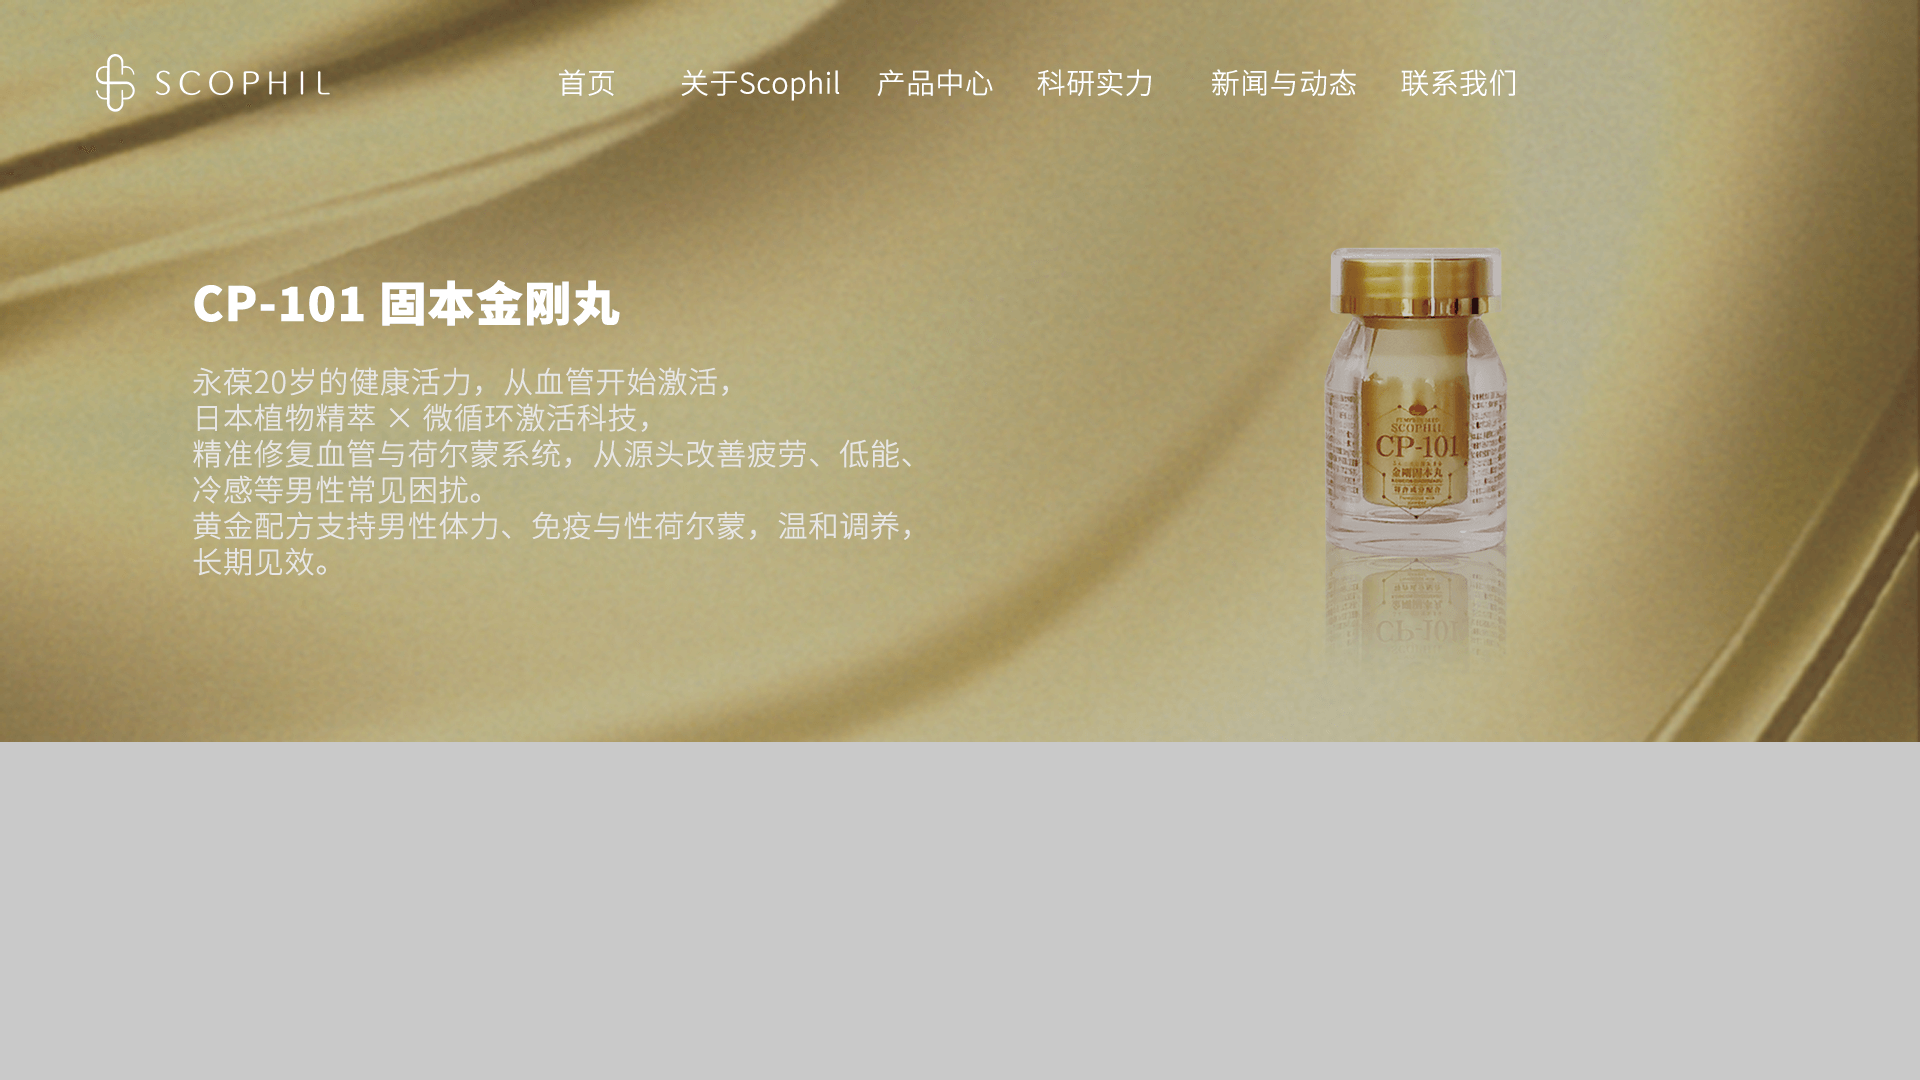 SCOPHIL
首页 关于Scophil 产品中心 科研实力 新闻与动态 联系我们
CP-101 固本金刚丸
永葆20岁的健康活力，从血管开始激活，
日本植物精萃 × 微循环激活科技，
精准修复血管与荷尔蒙系统，从源头改善疲劳、低能、
冷感等男性常见困扰。
黄金配方支持男性体力、免疫与性荷尔蒙，温和调养，
长期见效。
SCOPHIL
CP-101
金剛固本丸